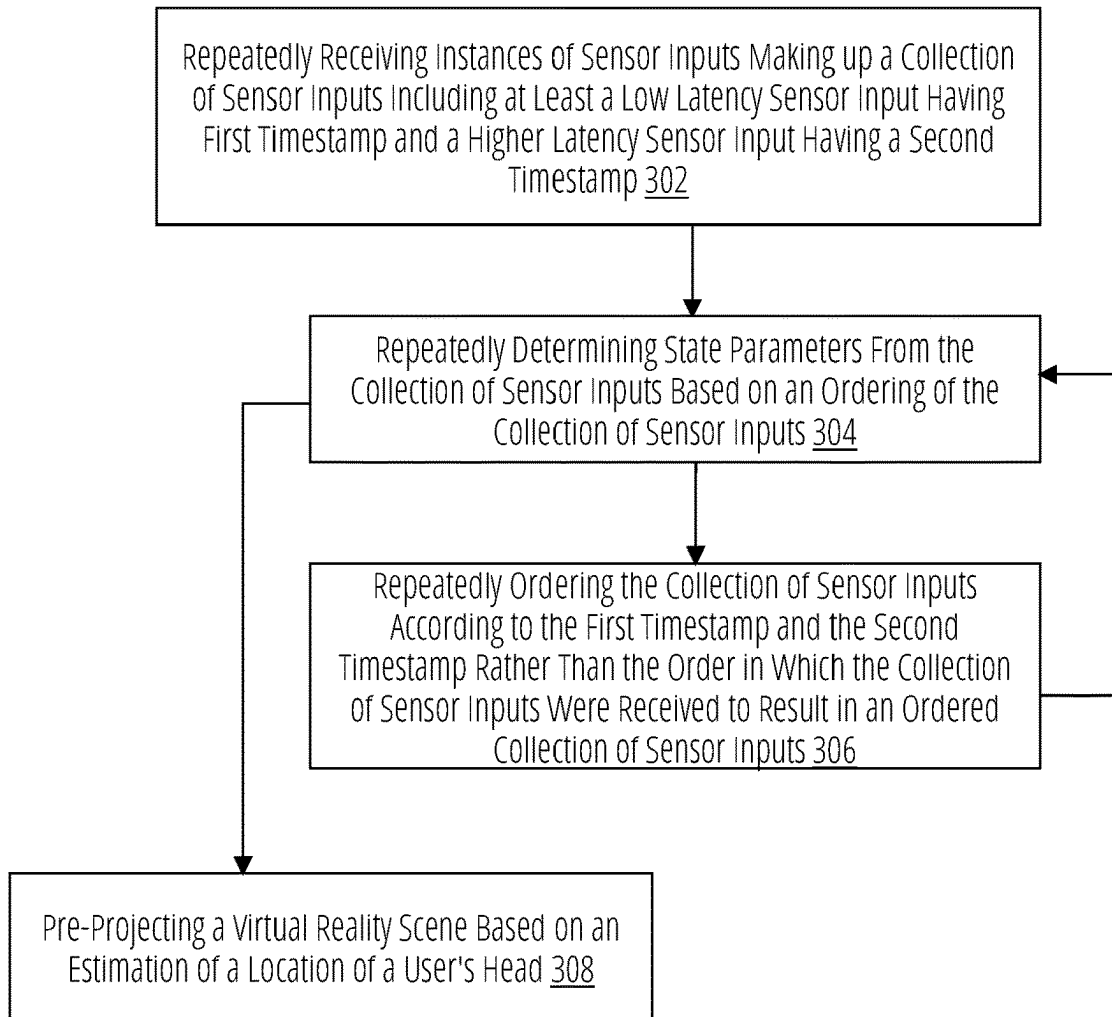 Repeatedly Receiving Instances of Sensor Inputs Making up a Collection
of Sensor Inputs Including at Least a Low Latency Sensor Input Having
First Timestamp and a Higher Latency Sensor Input Having a Second
Timestamp 302
Repeatedly Determining State Parameters From the
Collection of Sensor Inputs Based on an Ordering of the
Collection of Sensor Inputs 304
Repeatedly Ordering the Collection of Sensor Inputs
According to the First Timestamp and the Second
Timestamp Rather Than the Order in Which the Collection
of Sensor Inputs Were Received to Result in an Ordered
Collection of Sensor Inputs 306
Pre-Projecting a Virtual Reality Scene Based on an
Estimation of a Location of a User's Head 308